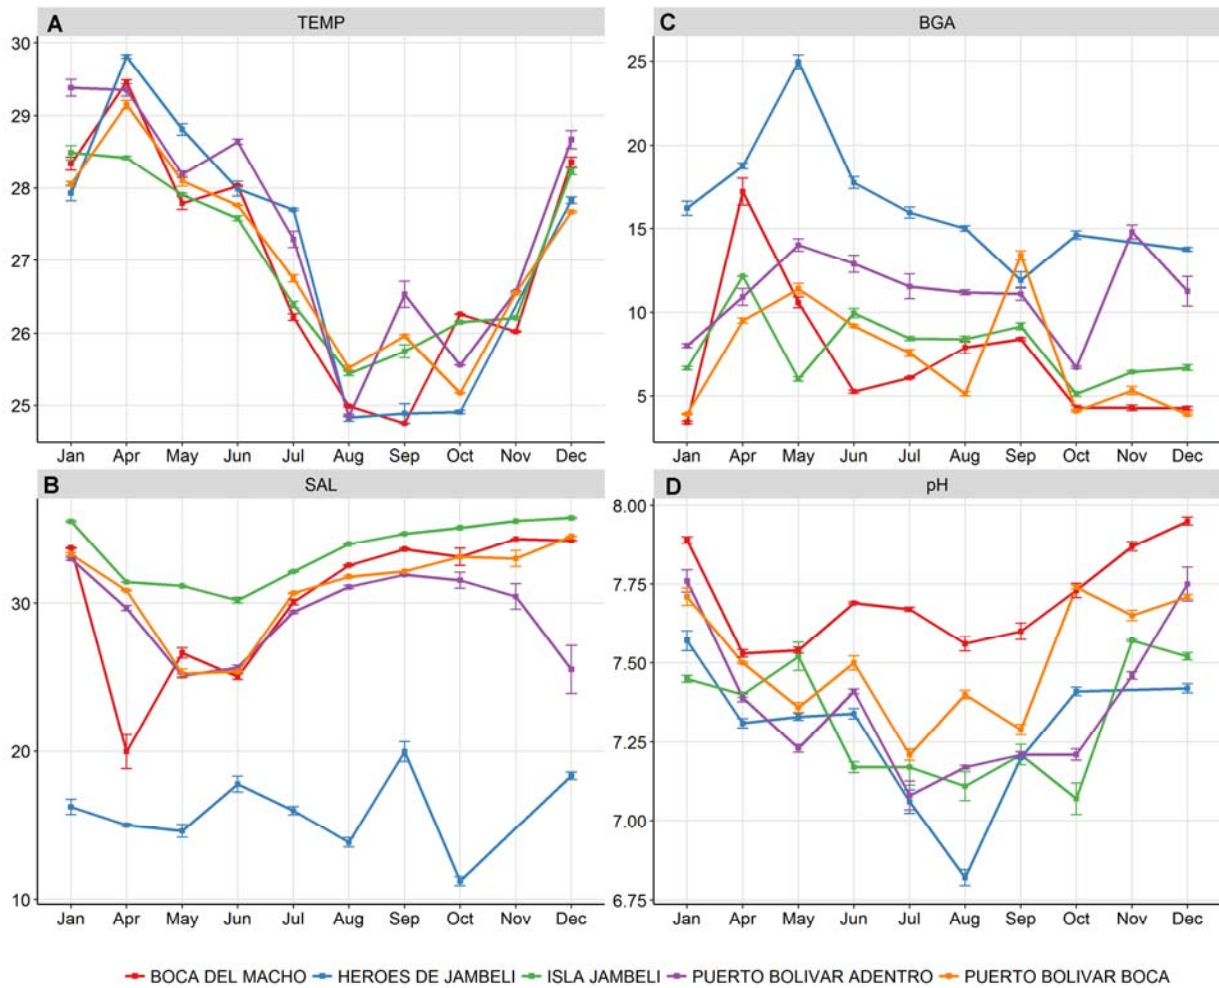 A TEMP
30
29
28
27
26
25
Jan Apr May Jun Jul Aug Sep Oct Nov Dec
C BGA
25
20
15
10
5
Jan Apr May Jun Jul Aug Sep Oct Nov Dec
B SAL
30
20
10
Jan Apr May Jun Jul Aug Sep Oct Nov Dec
D pH
8.00
7.75
7.50
7.25
7.00
6.75
Jan Apr May Jun Jul Aug Sep Oct Nov Dec
BOCA DEL MACHO HEROES DE JAMBELI ISLA JAMBELI PUERTO BOLIVAR ADENTRO PUERTO BOLIVAR BOCA